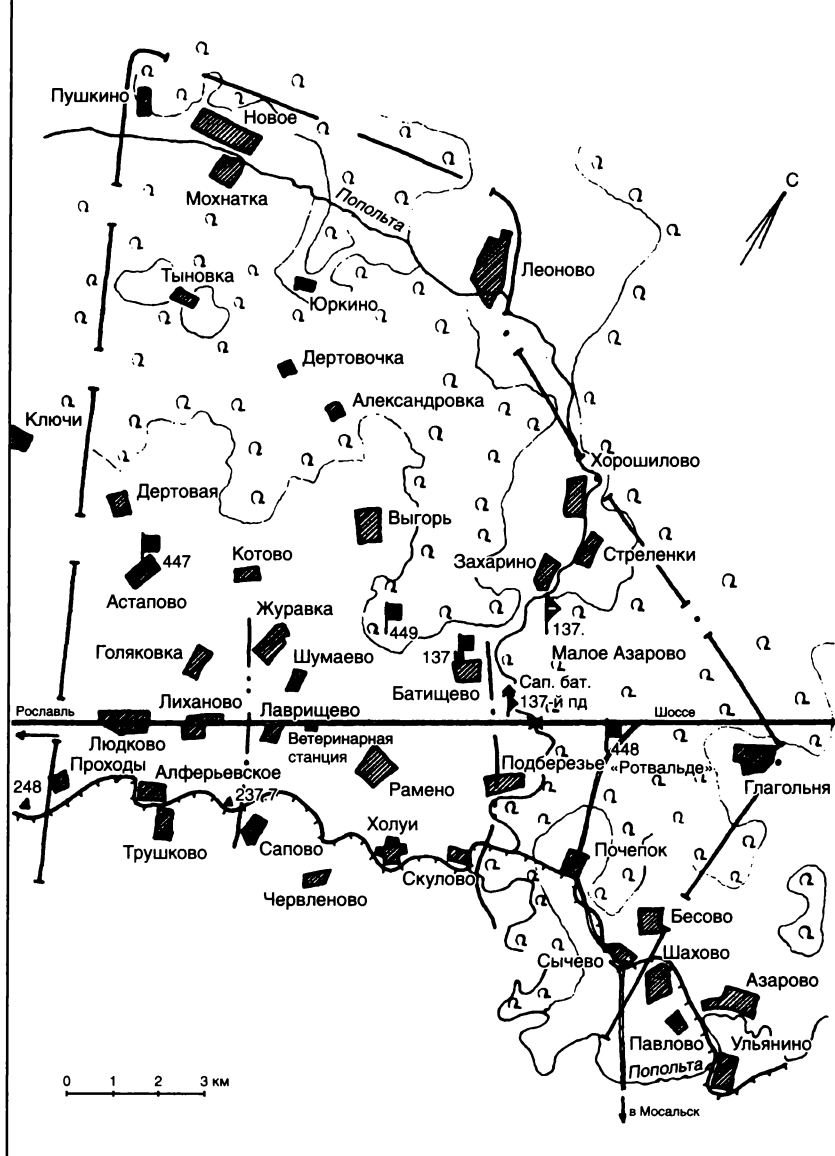 Пушкино
Новое
Мохнатка
Попольта
С
Леоново
Тыновка
Юркино
Дертовочка
Александровка
Ключи
Хорошилово
Дертовая
Выгорь
447
Котово
Захарино
Стреленки
Астапово
Журавка
449
137.
Голяковка
Шумаево
137
Малое Азарово
Батищево
Сап. бат.
137-й пд
Рославль
Лиханово
Лаврищево
Шоссе
Людково
Ветеринарная
станция
448
Проходы
Подберезье
„Ротвальде“
248
Алферьевское
237,7
Рамено
Глагольня
Трушково
Сапово
Холуи
Почепок
Скулово
Червленово
Бесово
Сычево
Шахово
Азарово
Павлово
Ульянино
Попольта
0 1 2 3 км
в Мосальск